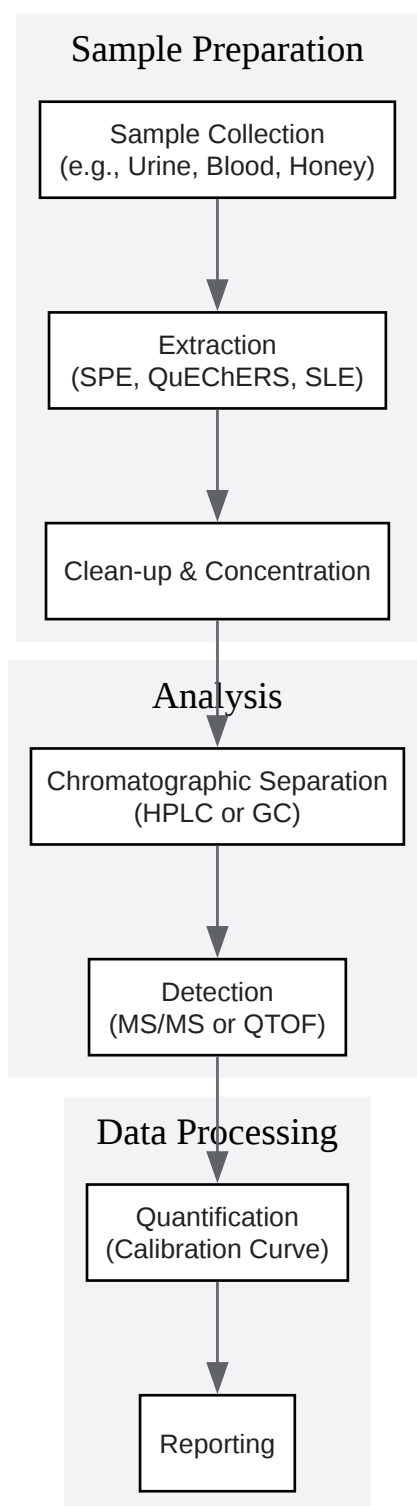 Sample Preparation
Sample Collection
(e.g., Urine, Blood, Honey)
Extraction
(SPE, QuEChERS, SLE)
Clean-up & Concentration
Analysis
Chromatographic Separation
(HPLC or GC)
Detection
(MS/MS or QTOF)
Data Processing
Quantification
(Calibration Curve)
Reporting